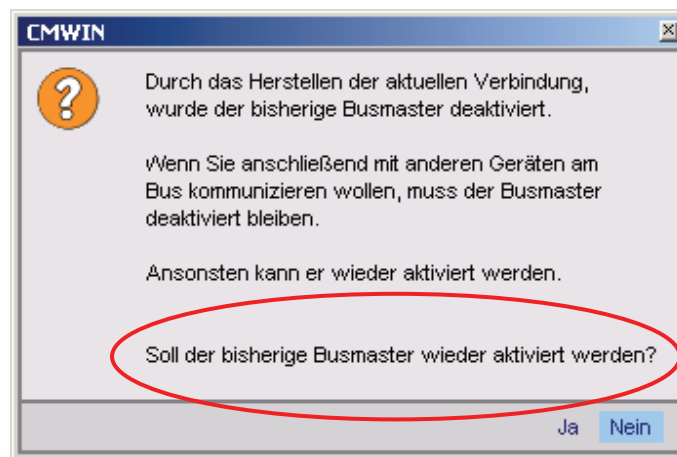 CMWIN
Durch das Herstellen der aktuellen Verbindung,
wurde der bisherige Busmaster deaktiviert.
Wenn Sie anschließend mit anderen Geräten am
Bus kommunizieren wollen, muss der Busmaster
deaktiviert bleiben.
Ansonsten kann er wieder aktiviert werden.
Soll der bisherige Busmaster wieder aktiviert werden?
Ja Nein